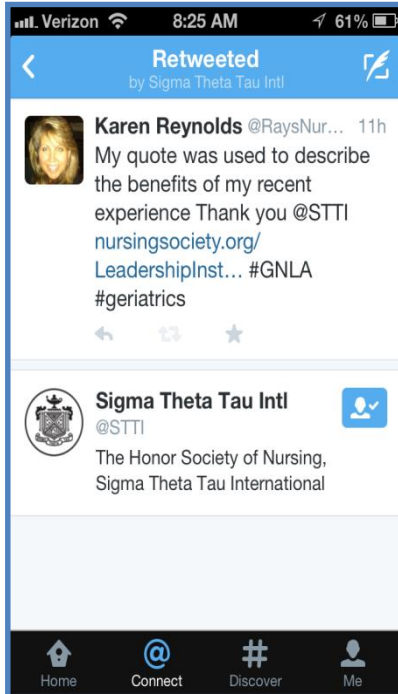 Verizon 8:25 AM 61%
Retweeted
by Sigma Theta Tau Intl
Karen Reynolds @RaysNur... 11h
My quote was used to describe
the benefits of my recent
experience Thank you @STTI
nursingsociety.org/
LeadershipInst... #GNLA
#geriatrics
Sigma Theta Tau Intl
@STTI
The Honor Society of Nursing,
Sigma Theta Tau International
Home Connect Discover Me